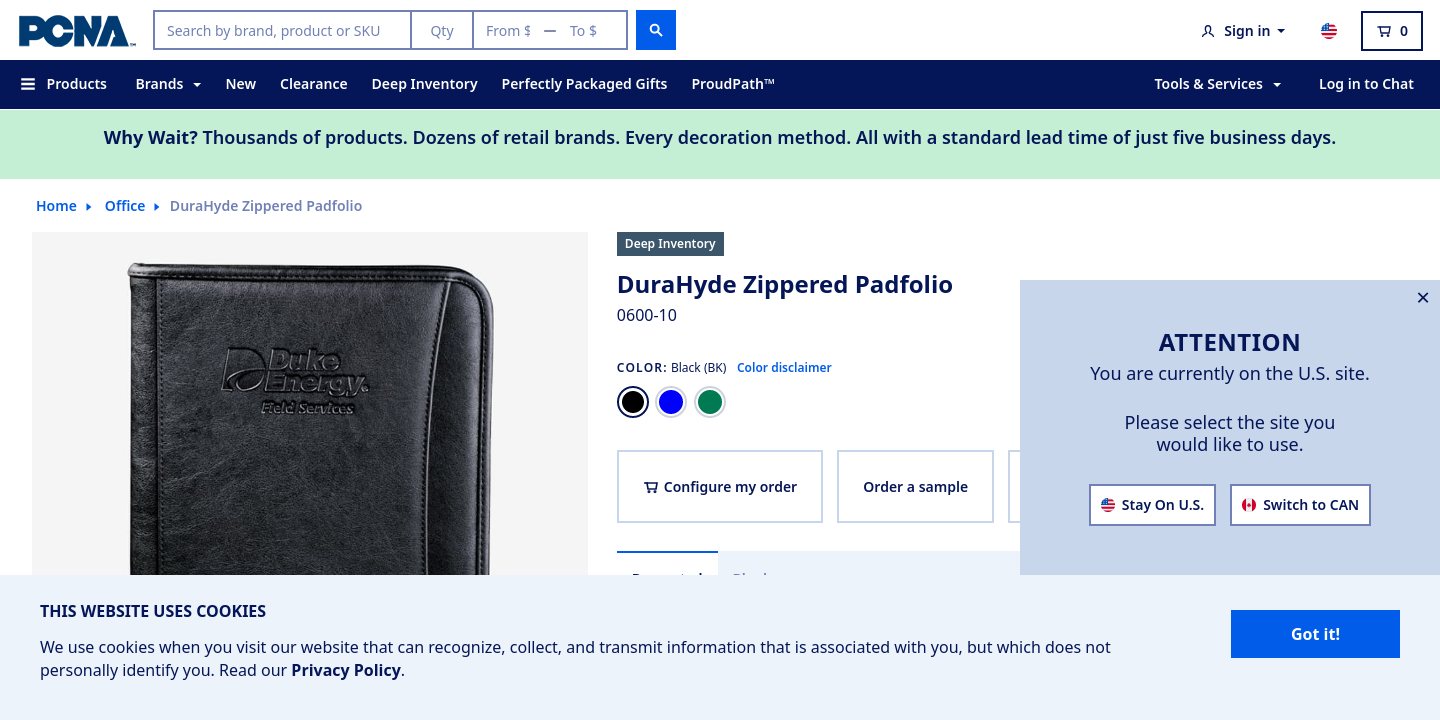 PCNA™
Search by brand, product or SKU
Qty
From $ — To $
Sign in
0
Products
Brands
New
Clearance
Deep Inventory
Perfectly Packaged Gifts
ProudPath™
Tools & Services
Log in to Chat
Why Wait? Thousands of products. Dozens of retail brands. Every decoration method. All with a standard lead time of just five business days.
Home
Office
DuraHyde Zippered Padfolio
Duke
Energy®
Field Services
Deep Inventory
DuraHyde Zippered Padfolio
0600-10
COLOR: Black (BK) Color disclaimer
Configure my order
Order a sample
ATTENTION
You are currently on the U.S. site.
Please select the site you
would like to use.
Stay On U.S.
Switch to CAN
THIS WEBSITE USES COOKIES
We use cookies when you visit our website that can recognize, collect, and transmit information that is associated with you, but which does not
personally identify you. Read our Privacy Policy.
Got it!